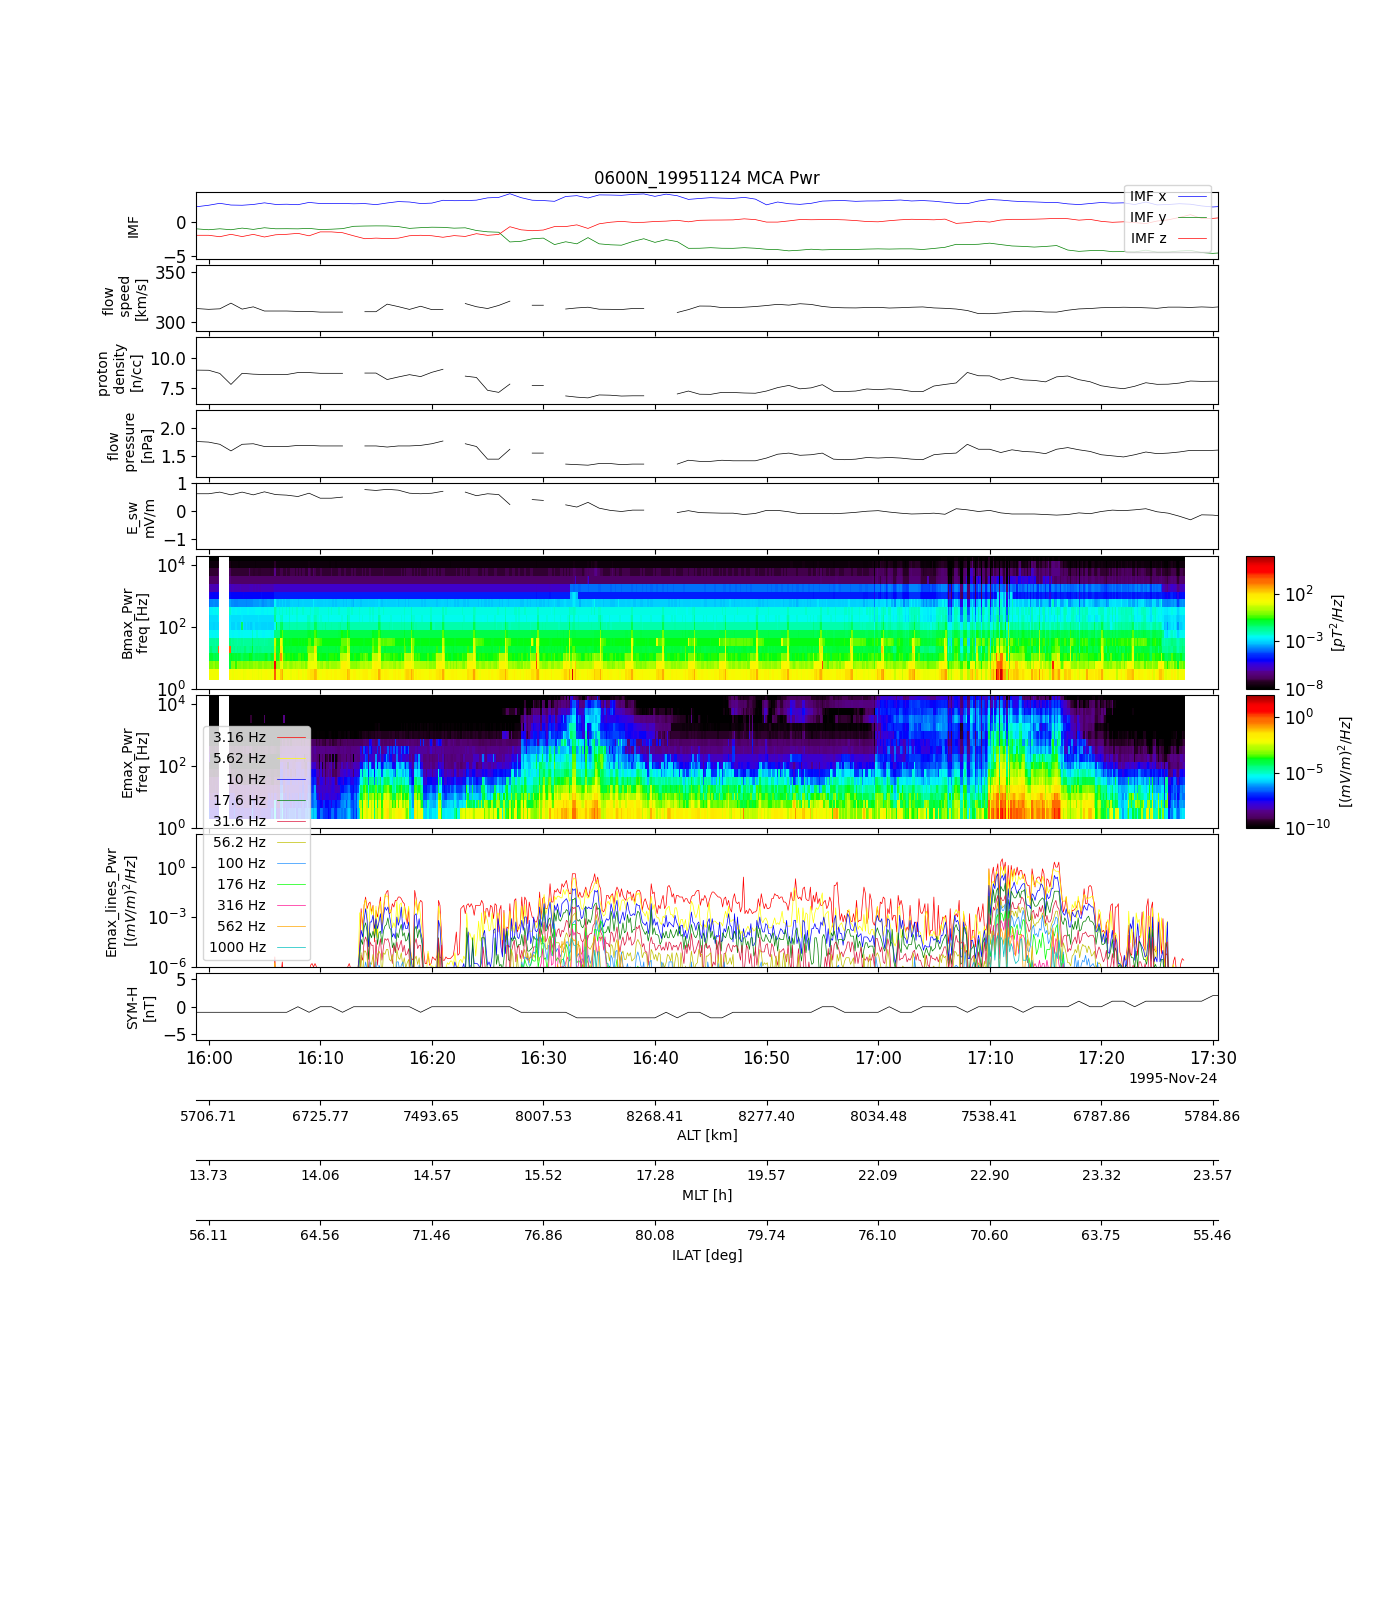 0600N_19951124 MCA Pwr
IMF
0
−5
IMF x
IMF y
IMF z
flow
speed
[km/s]
350
300
proton
density
[n/cc]
10.0
7.5
flow
pressure
[nPa]
2.0
1.5
E_sw
mV/m
1
0
−1
Bmax_Pwr
freq [Hz]
10^4
10^2
10^0
10^2
10^−3
10^−8
[pT^2/Hz]
Emax_Pwr
freq [Hz]
10^4
10^2
10^0
10^0
10^−5
10^−10
[(mV/m)^2/Hz]
3.16 Hz
5.62 Hz
10 Hz
17.6 Hz
31.6 Hz
56.2 Hz
100 Hz
176 Hz
316 Hz
562 Hz
1000 Hz
Emax_lines_Pwr
[(mV/m)^2/Hz]
10^0
10^−3
10^−6
SYM-H
[nT]
5
0
−5
16:00 16:10 16:20 16:30 16:40 16:50 17:00 17:10 17:20 17:30
1995-Nov-24
5706.71 6725.77 7493.65 8007.53 8268.41 8277.40 8034.48 7538.41 6787.86 5784.86
ALT [km]
13.73 14.06 14.57 15.52 17.28 19.57 22.09 22.90 23.32 23.57
MLT [h]
56.11 64.56 71.46 76.86 80.08 79.74 76.10 70.60 63.75 55.46
ILAT [deg]